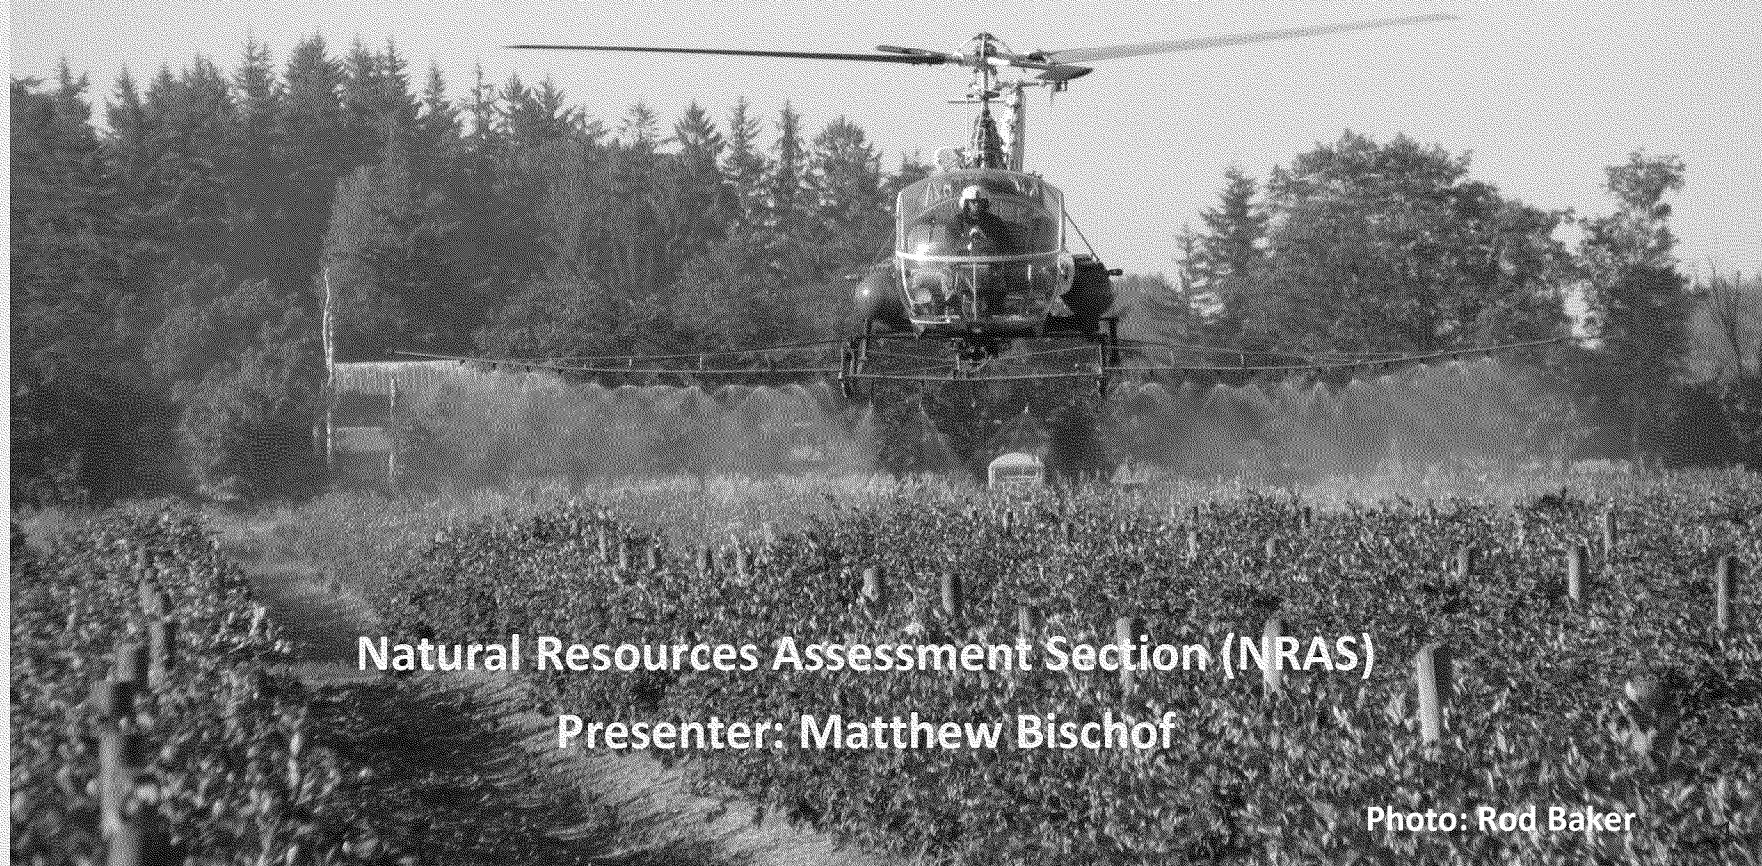 Natural Resources Assessment Section (NRAS)
Presenter: Matthew Bischof
Photo: Rod Baker